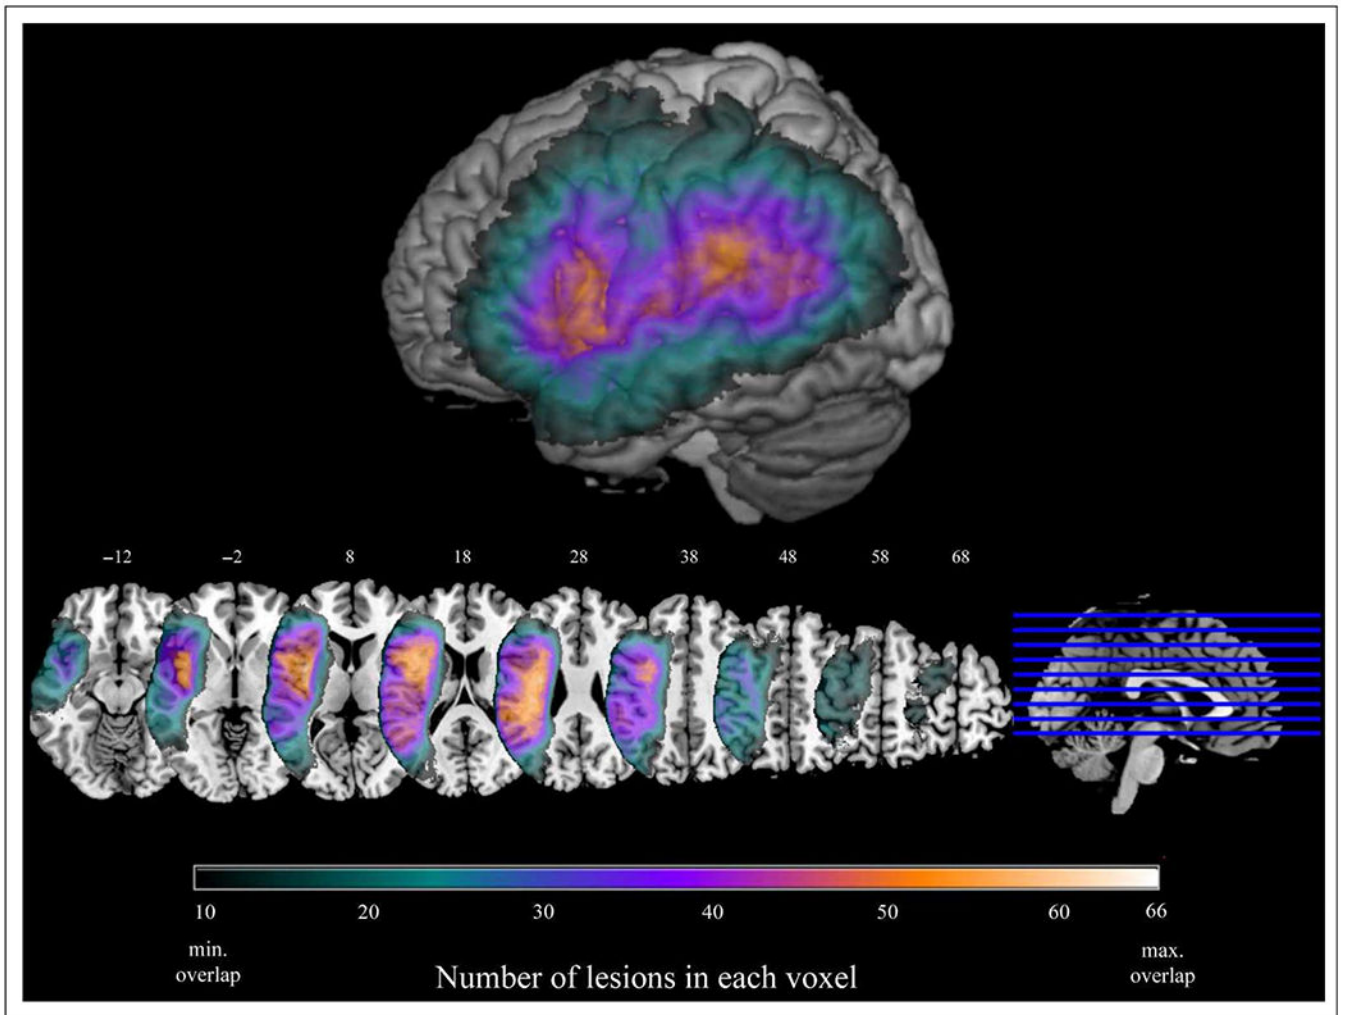 −12 −2 8 18 28 38 48 58 68
10 20 30 40 50 60 66
min. overlap
max. overlap
Number of lesions in each voxel